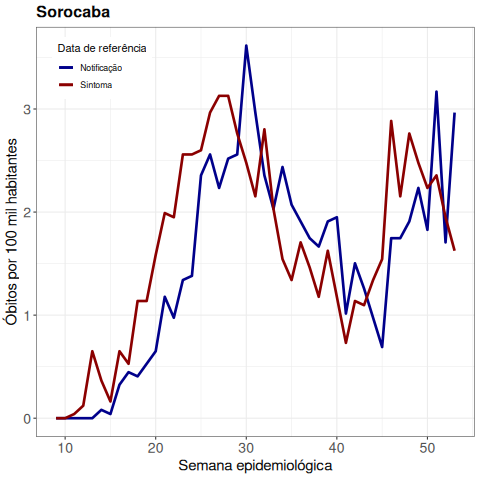 Sorocaba
Data de referência
Notificação
Sintoma
Óbitos por 100 mil habitantes
3
2
1
0
10 20 30 40 50
Semana epidemiológica